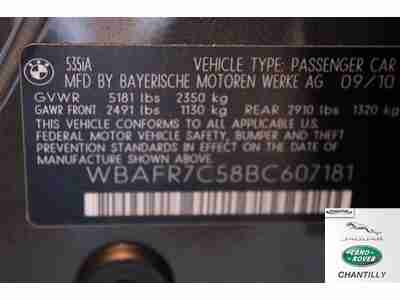 535iA VEHICLE TYPE: PASSENGER CAR
MFD BY BAYERISCHE MOTOREN WERKE AG 09/10
GVWR 5181 lbs 2350 kg
GAWR FRONT 2491 lbs 1130 kg REAR 2910 lbs 1320 kg
THIS VEHICLE CONFORMS TO ALL APPLICABLE U.S.
FEDERAL MOTOR VEHICLE SAFETY, BUMPER AND THEFT
PREVENTION STANDARDS IN EFFECT ON THE DATE OF
MANUFACTURE SHOWN ABOVE.
WBAFR7C58BC607181
JAGUAR
LAND ROVER
CHANTILLY